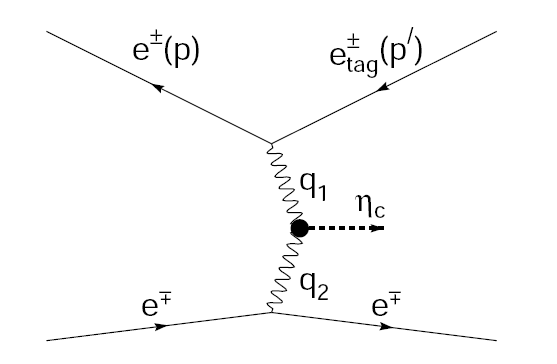 e±(p) e±tag(p/)
q1
ηc
q2
e∓ e∓